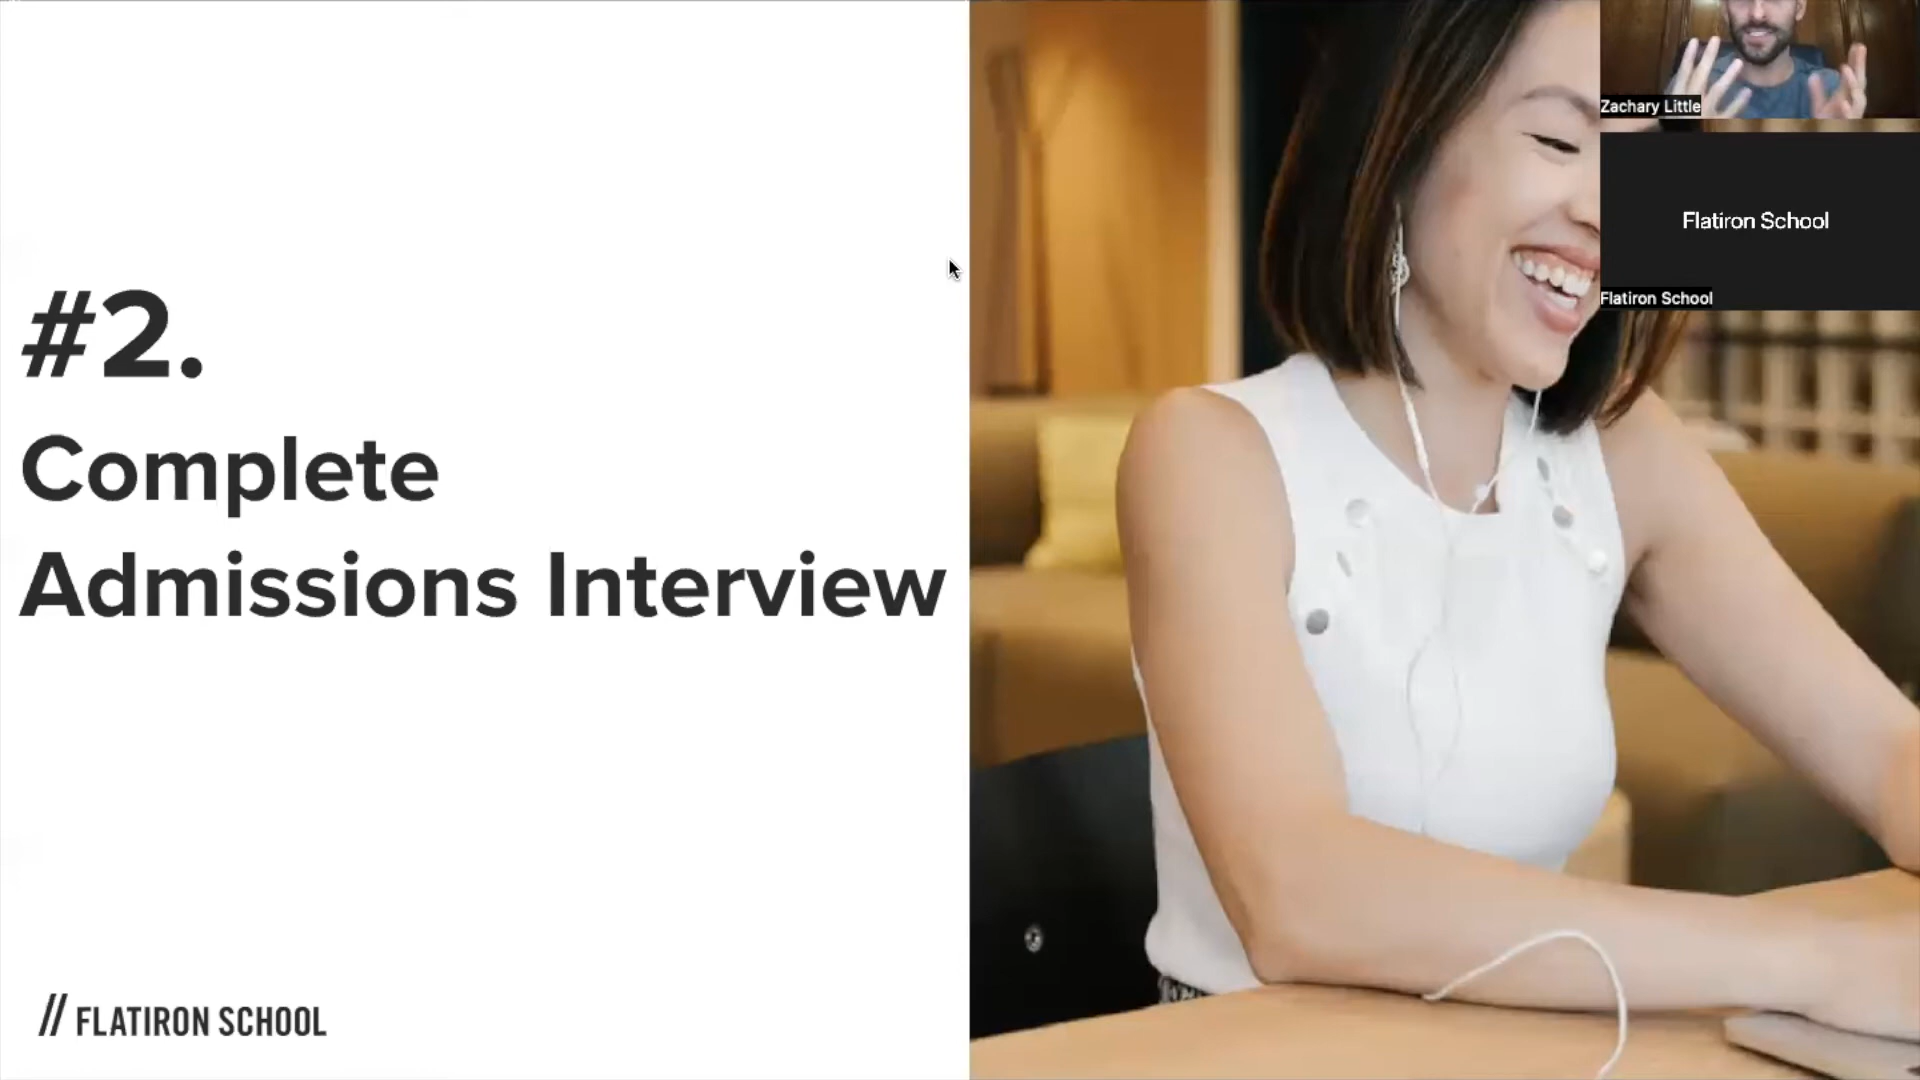 #2.
Complete
Admissions Interview
// FLATIRON SCHOOL
Zachary Little
Flatiron School
Flatiron School